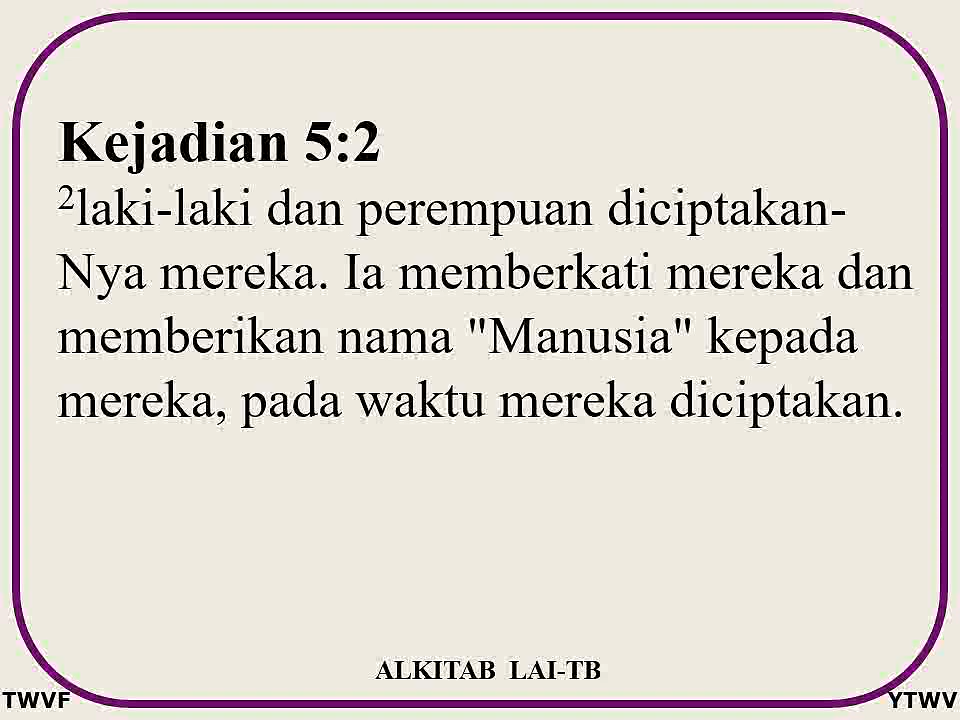 Kejadian 5:2
²laki-laki dan perempuan diciptakan-
Nya mereka. Ia memberkati mereka dan
memberikan nama "Manusia" kepada
mereka, pada waktu mereka diciptakan.
ALKITAB LAI-TB
TWVF
YTWV